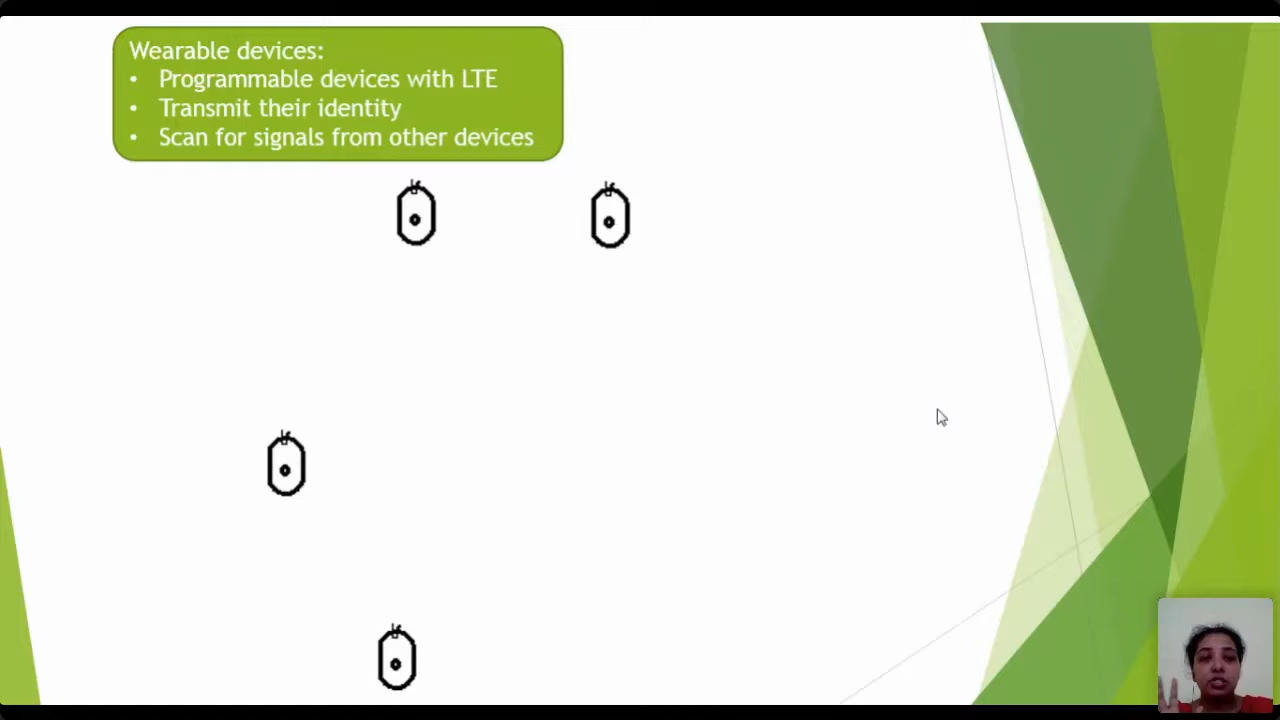 Wearable devices:
• Programmable devices with LTE
• Transmit their identity
• Scan for signals from other devices